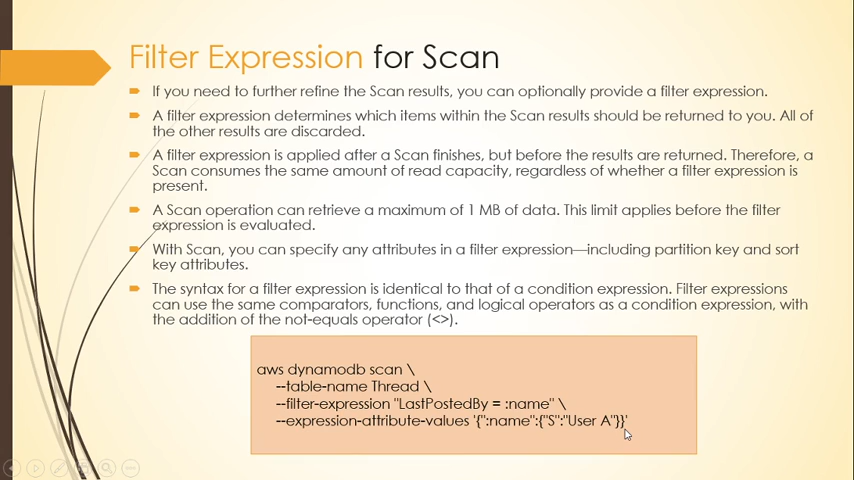 Filter Expression for Scan
If you need to further refine the Scan results, you can optionally provide a filter expression.
A filter expression determines which items within the Scan results should be returned to you. All of
the other results are discarded.
A filter expression is applied after a Scan finishes, but before the results are returned. Therefore, a
Scan consumes the same amount of read capacity, regardless of whether a filter expression is
present.
A Scan operation can retrieve a maximum of 1 MB of data. This limit applies before the filter
expression is evaluated.
With Scan, you can specify any attributes in a filter expression—including partition key and sort
key attributes.
The syntax for a filter expression is identical to that of a condition expression. Filter expressions
can use the same comparators, functions, and logical operators as a condition expression, with
the addition of the not-equals operator (<>).
aws dynamodb scan \
--table-name Thread \
--filter-expression "LastPostedBy = :name" \
--expression-attribute-values '{":name":{"S":"User A"}}'